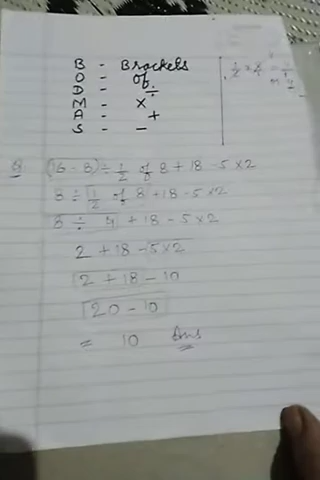 B - Brackets
O - of
D - ÷
M - ×
A - +
S - -
Q (16 - 8) ÷ 1/2 of 8 + 18 - 5×2
8 ÷ 1/2 of 8 + 18 - 5×2
8 ÷ 4 + 18 - 5×2
2 + 18 - 5×2
2 + 18 - 10
20 - 10
= 10 Ans